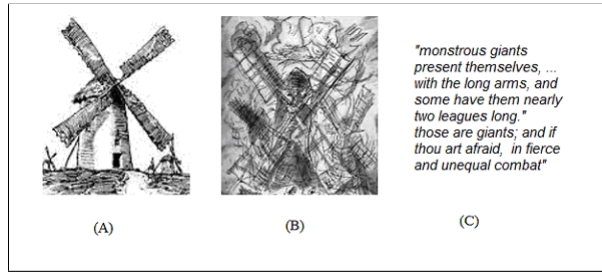 "monstrous giants
present themselves, ...
with the long arms, and
some have them nearly
two leagues long."
those are giants; and if
thou art afraid,  in fierce
and unequal combat"
(A)
(B)
(C)